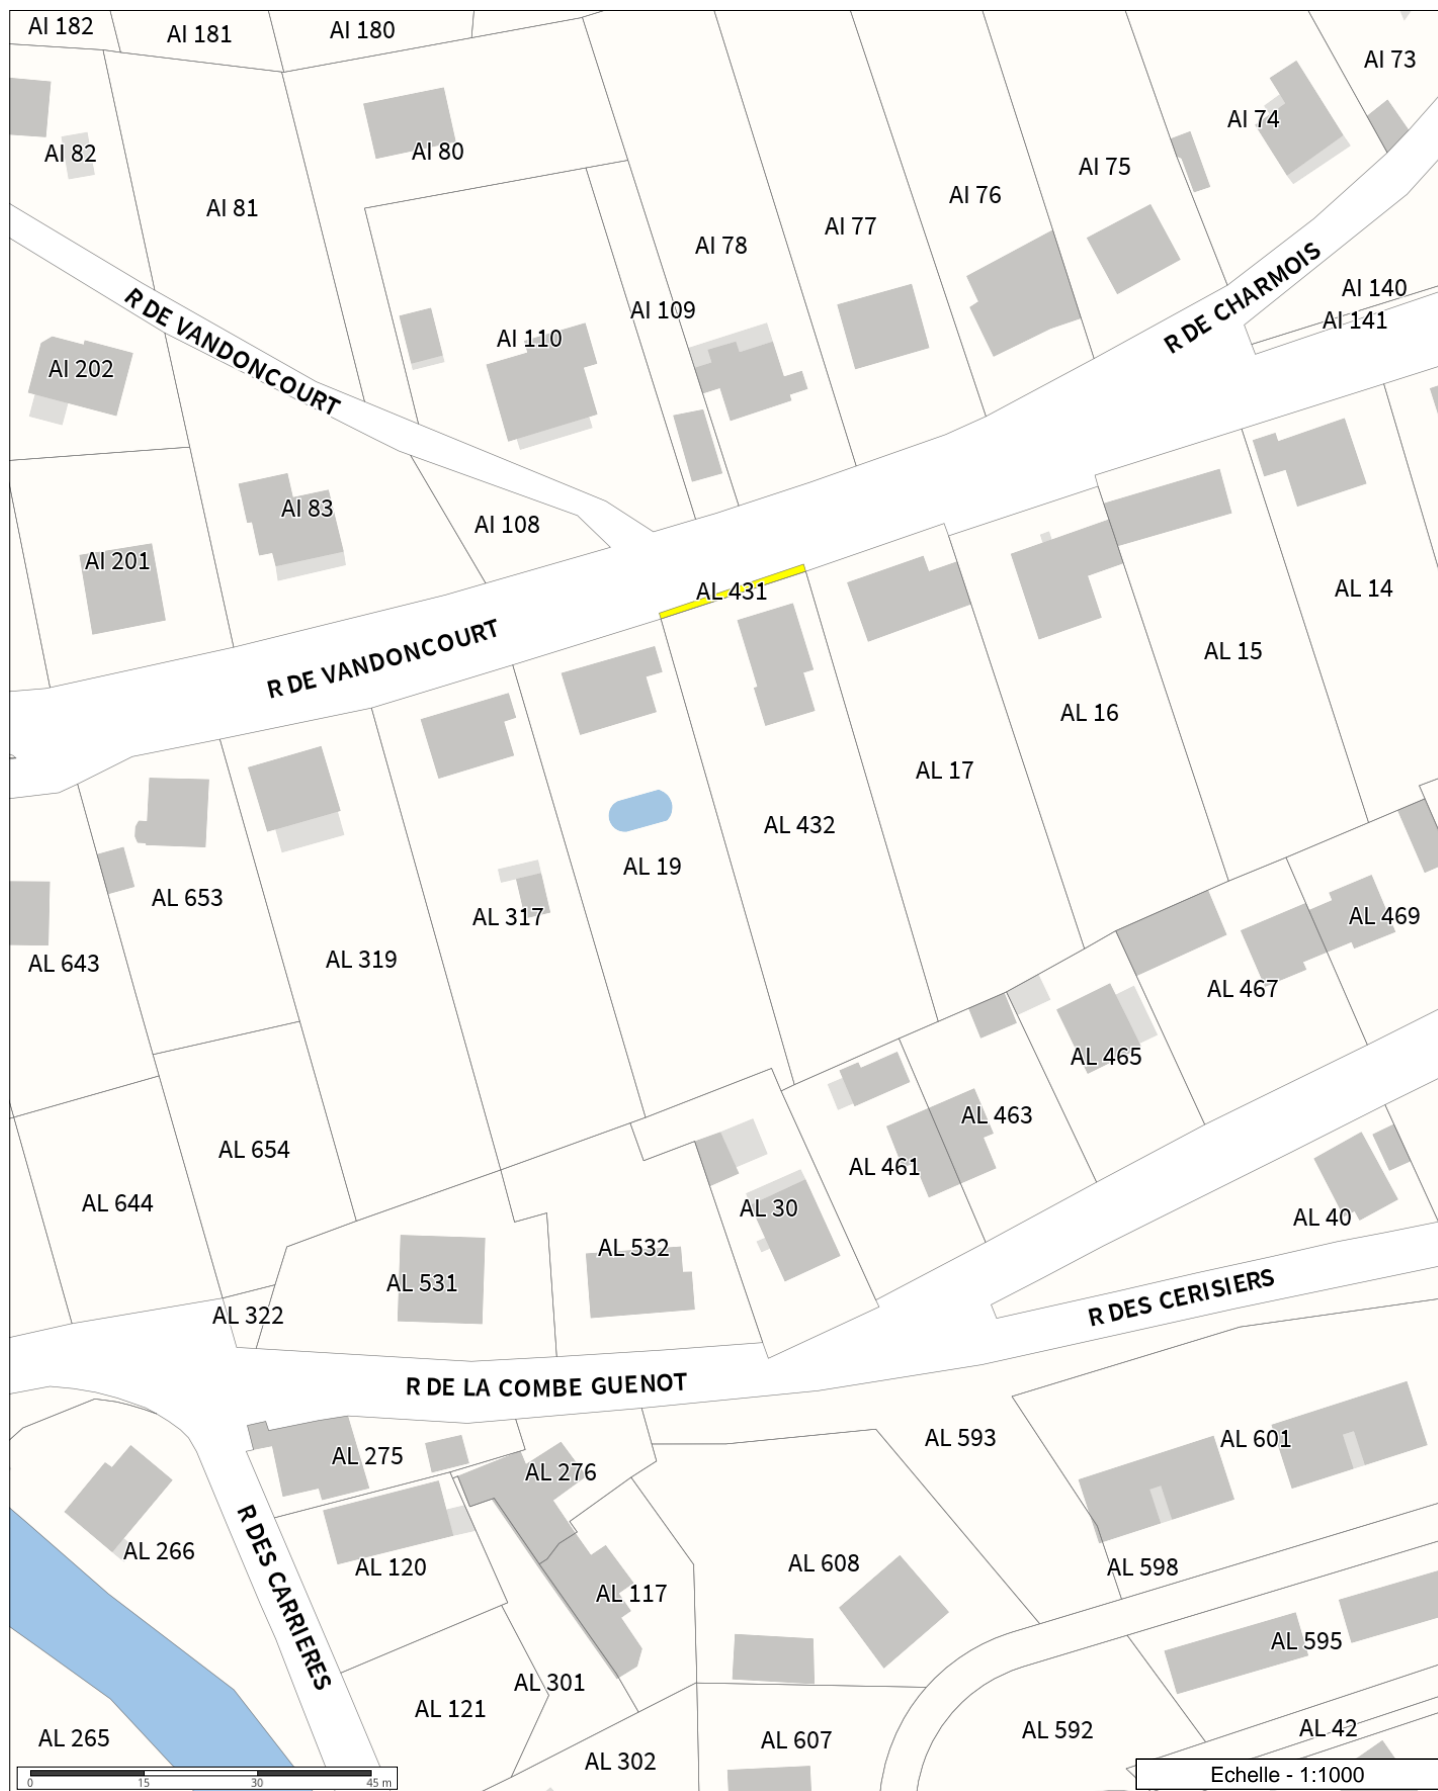 AI 182
AI 181
AI 180
AI 73
AI 74
AI 82
AI 80
AI 75
AI 76
AI 81
AI 77
AI 78
R DE CHARMOIS
AI 140
R DE VANDONCOURT
AI 109
AI 141
AI 110
AI 202
AI 83
AI 108
AI 201
AL 431
AL 14
R DE VANDONCOURT
AL 15
AL 16
AL 17
AL 432
AL 19
AL 653
AL 317
AL 469
AL 643
AL 319
AL 467
AL 465
AL 463
AL 654
AL 461
AL 644
AL 30
AL 40
AL 532
AL 531
R DES CERISIERS
AL 322
R DE LA COMBE GUENOT
AL 593
AL 601
AL 275
AL 276
R DES CARRIERES
AL 266
AL 120
AL 608
AL 598
AL 117
AL 595
AL 301
AL 121
AL 592
AL 42
AL 265
AL 607
AL 302
0 15 30 45 m
Echelle - 1:1000